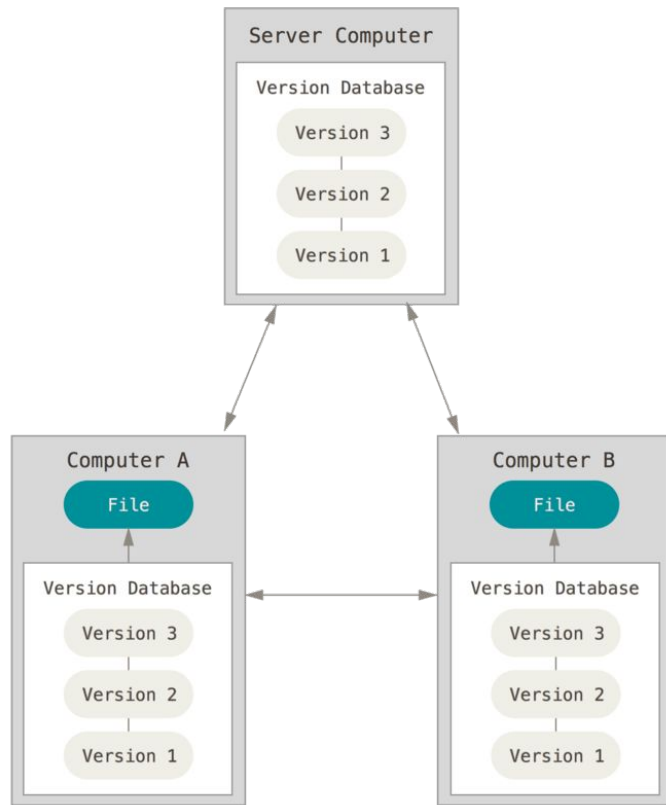 Server Computer
Version Database
Version 3
Version 2
Version 1
Computer A
File
Version Database
Version 3
Version 2
Version 1
Computer B
File
Version Database
Version 3
Version 2
Version 1